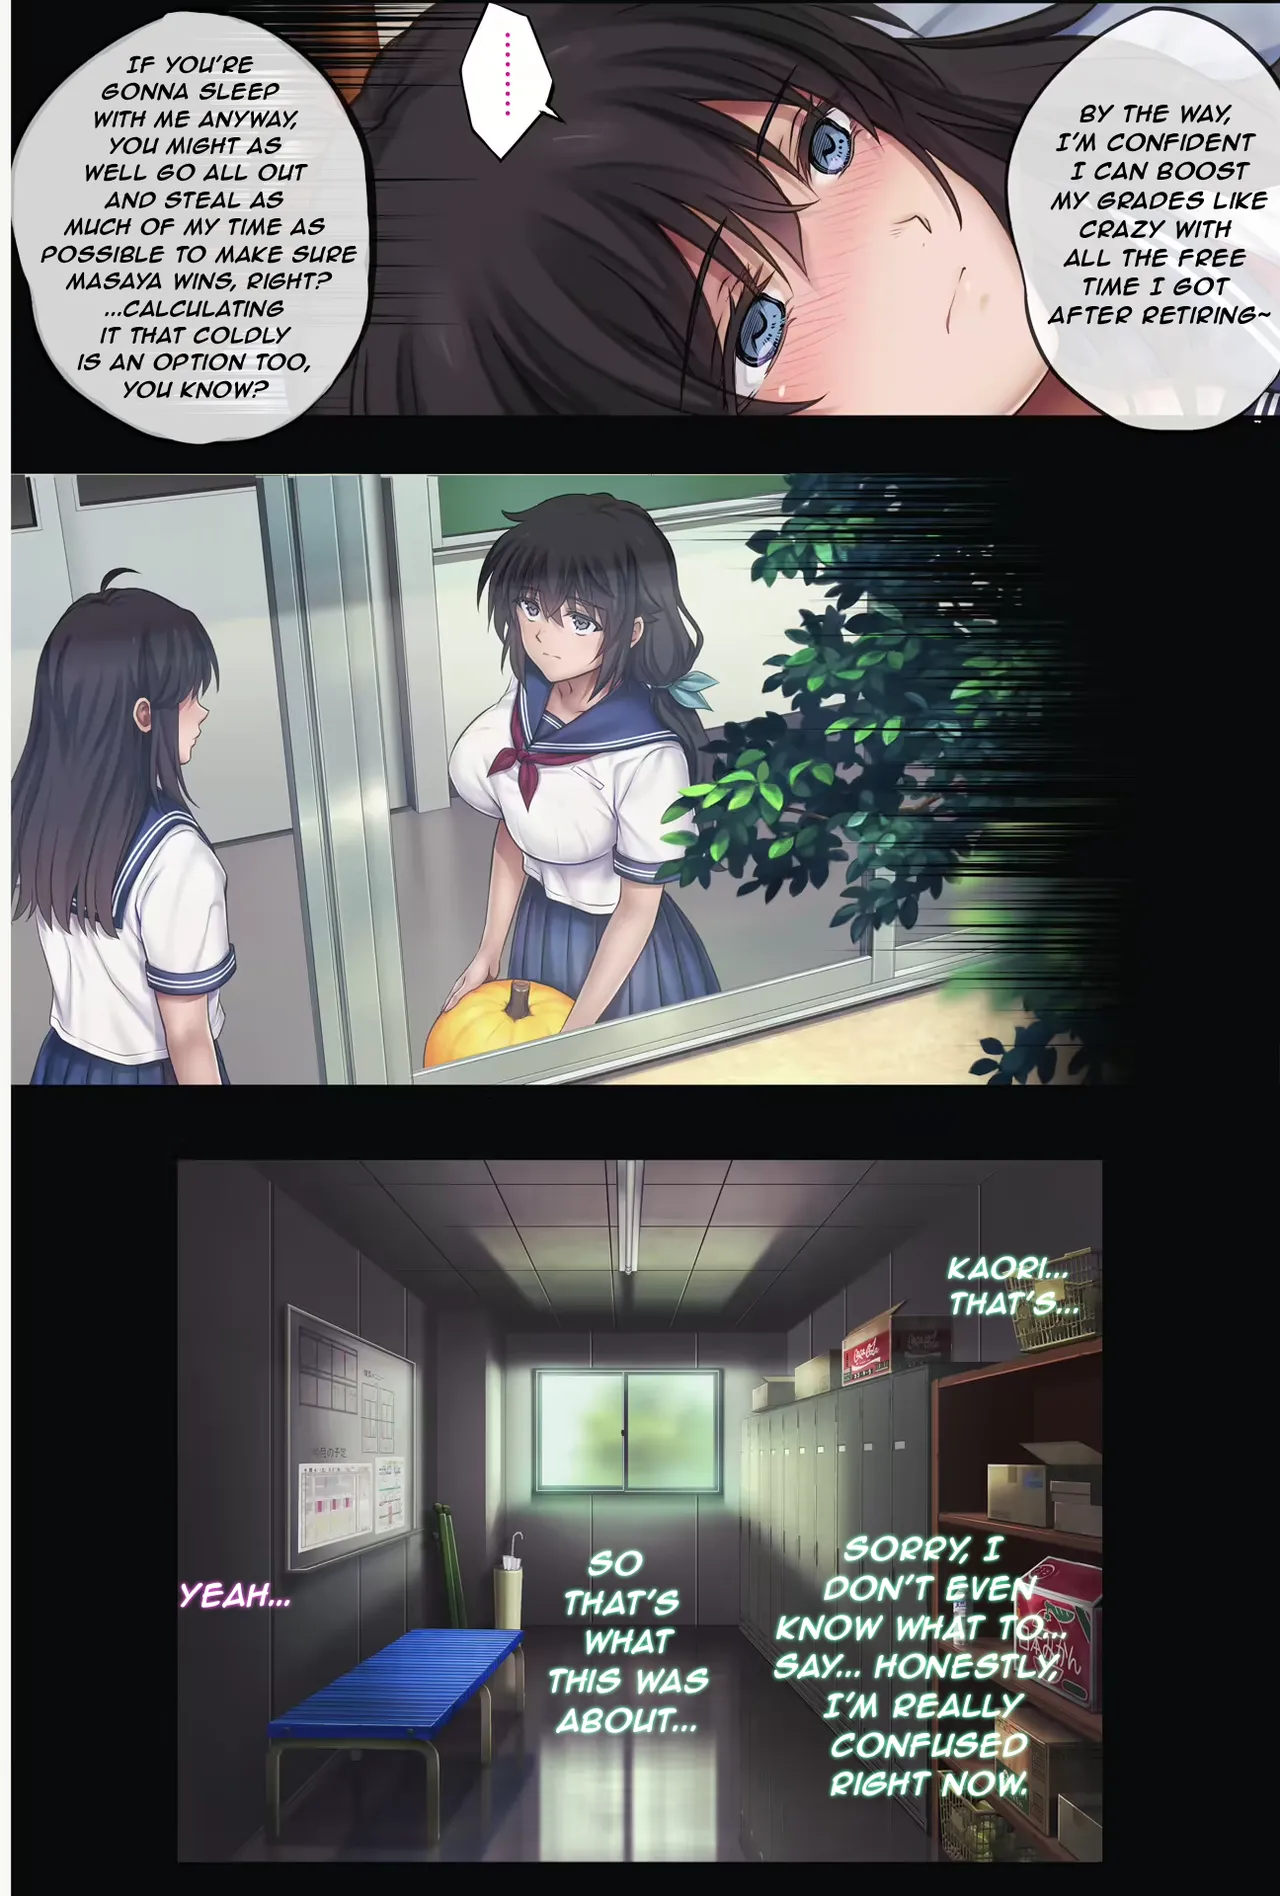 BY THE WAY,
I'M CONFIDENT
I CAN BOOST
MY GRADES LIKE
CRAZY WITH
ALL THE FREE
TIME I GOT
AFTER RETIRING~
IF YOU'RE
GONNA SLEEP
WITH ME ANYWAY,
YOU MIGHT AS
WELL GO ALL OUT
AND STEAL AS
MUCH OF MY TIME AS
POSSIBLE TO MAKE SURE
MASAYA WINS, RIGHT?
...CALCULATING
IT THAT COLDLY
IS AN OPTION TOO,
YOU KNOW?
KAORI...
THAT'S...
SORRY, I
DON'T EVEN
KNOW WHAT TO...
SAY... HONESTLY,
I'M REALLY
CONFUSED
RIGHT NOW.
SO
THAT'S
WHAT
THIS WAS
ABOUT...
YEAH...
月の予定